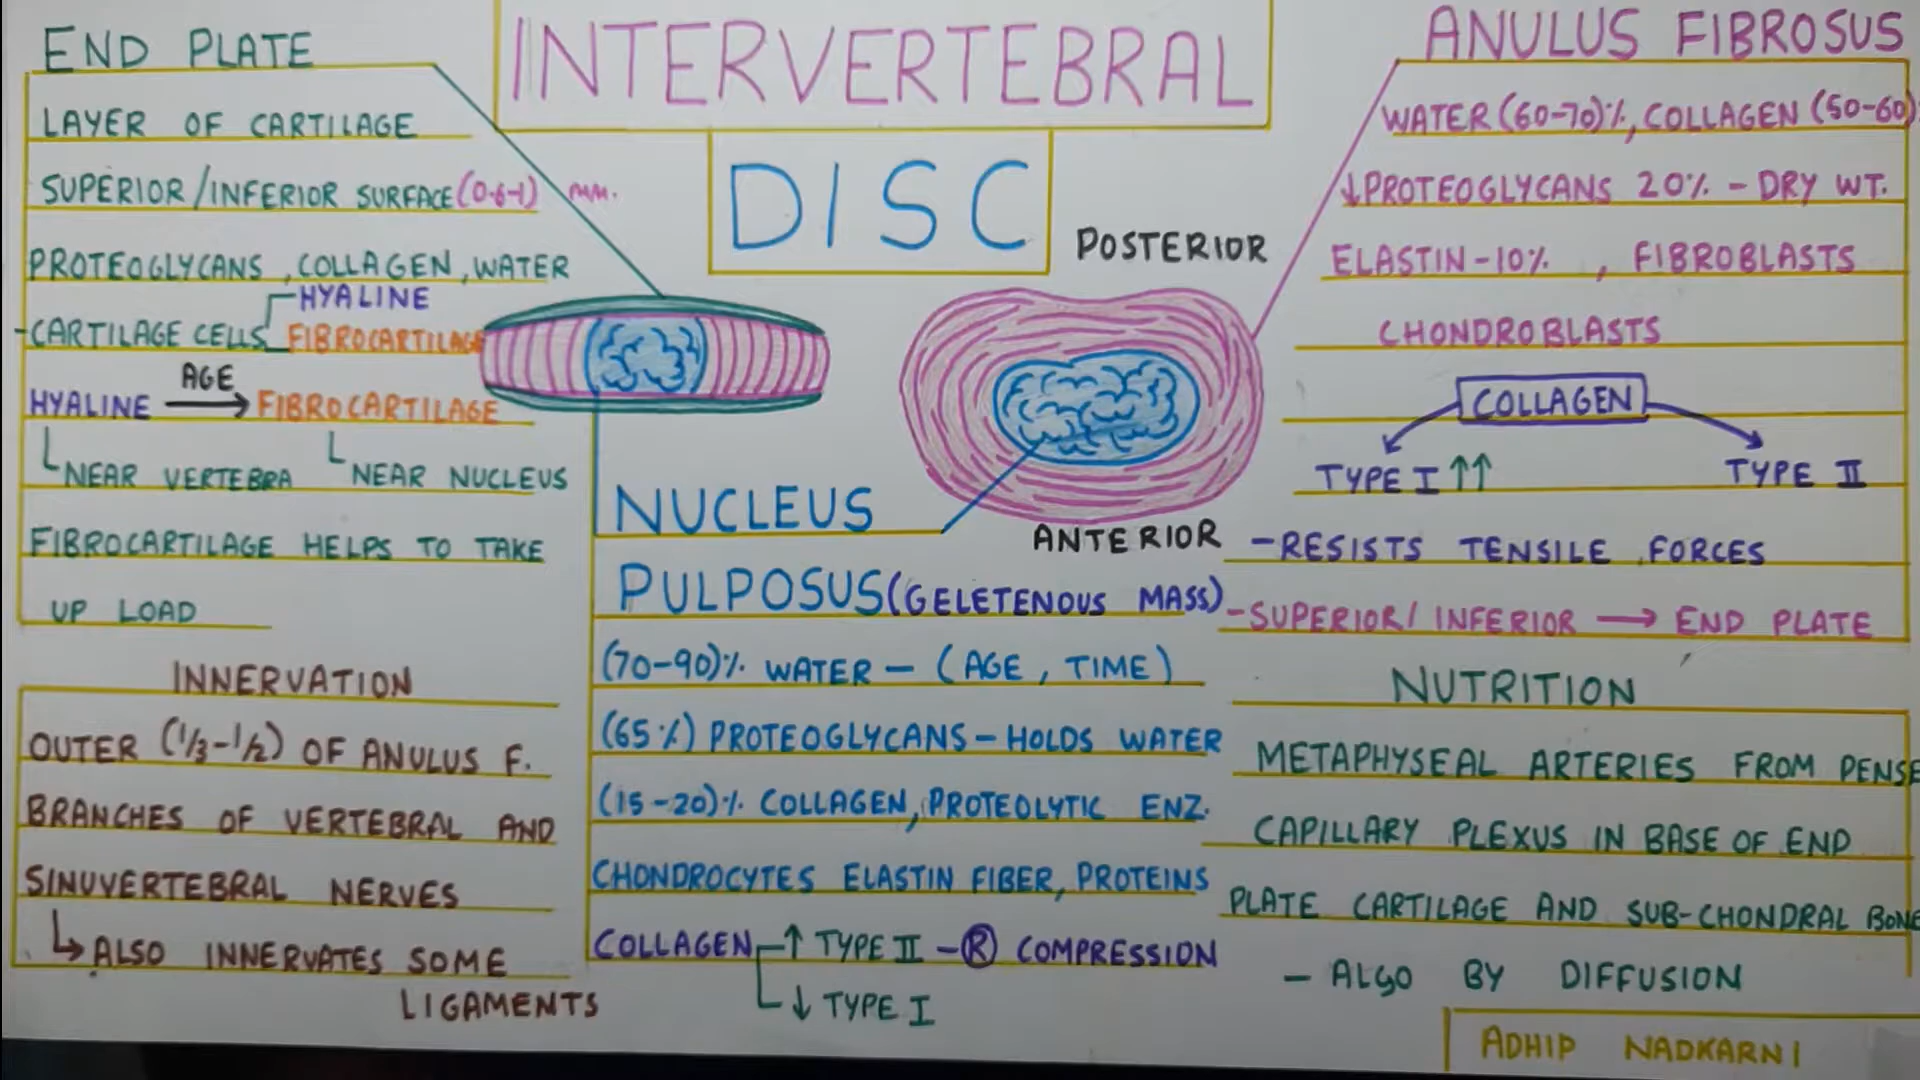 INTERVERTEBRAL
DISC
END PLATE
LAYER OF CARTILAGE
SUPERIOR/INFERIOR SURFACE (0.6-1) mm.
PROTEOGLYCANS, COLLAGEN, WATER
HYALINE
-CARTILAGE CELLS FIBROCARTILAGE
AGE
HYALINE → FIBROCARTILAGE
NEAR VERTEBRA NEAR NUCLEUS
FIBROCARTILAGE HELPS TO TAKE
UP LOAD
INNERVATION
OUTER (1/3-1/2) OF ANULUS F.
BRANCHES OF VERTEBRAL AND
SINUVERTEBRAL NERVES
↳ ALSO INNERVATES SOME
LIGAMENTS
POSTERIOR
ANTERIOR
NUCLEUS
PULPOSUS (GELETENOUS MASS)
(70-90)% WATER - (AGE, TIME)
(65%) PROTEOGLYCANS - HOLDS WATER
(15-20)% COLLAGEN, PROTEOLYTIC ENZ.
CHONDROCYTES ELASTIN FIBER, PROTEINS
COLLAGEN ↑ TYPE II - Ⓡ COMPRESSION
↓ TYPE I
ANULUS FIBROSUS
WATER (60-70)%, COLLAGEN (50-60)
↓PROTEOGLYCANS 20% - DRY WT.
ELASTIN-10%, FIBROBLASTS
CHONDROBLASTS
COLLAGEN
TYPE I ↑↑ TYPE II
-RESISTS TENSILE FORCES
-SUPERIOR/INFERIOR → END PLATE
NUTRITION
METAPHYSEAL ARTERIES FROM PENSE
CAPILLARY PLEXUS IN BASE OF END
PLATE CARTILAGE AND SUB-CHONDRAL BONE
- ALSO BY DIFFUSION
ADHIP NADKARNI